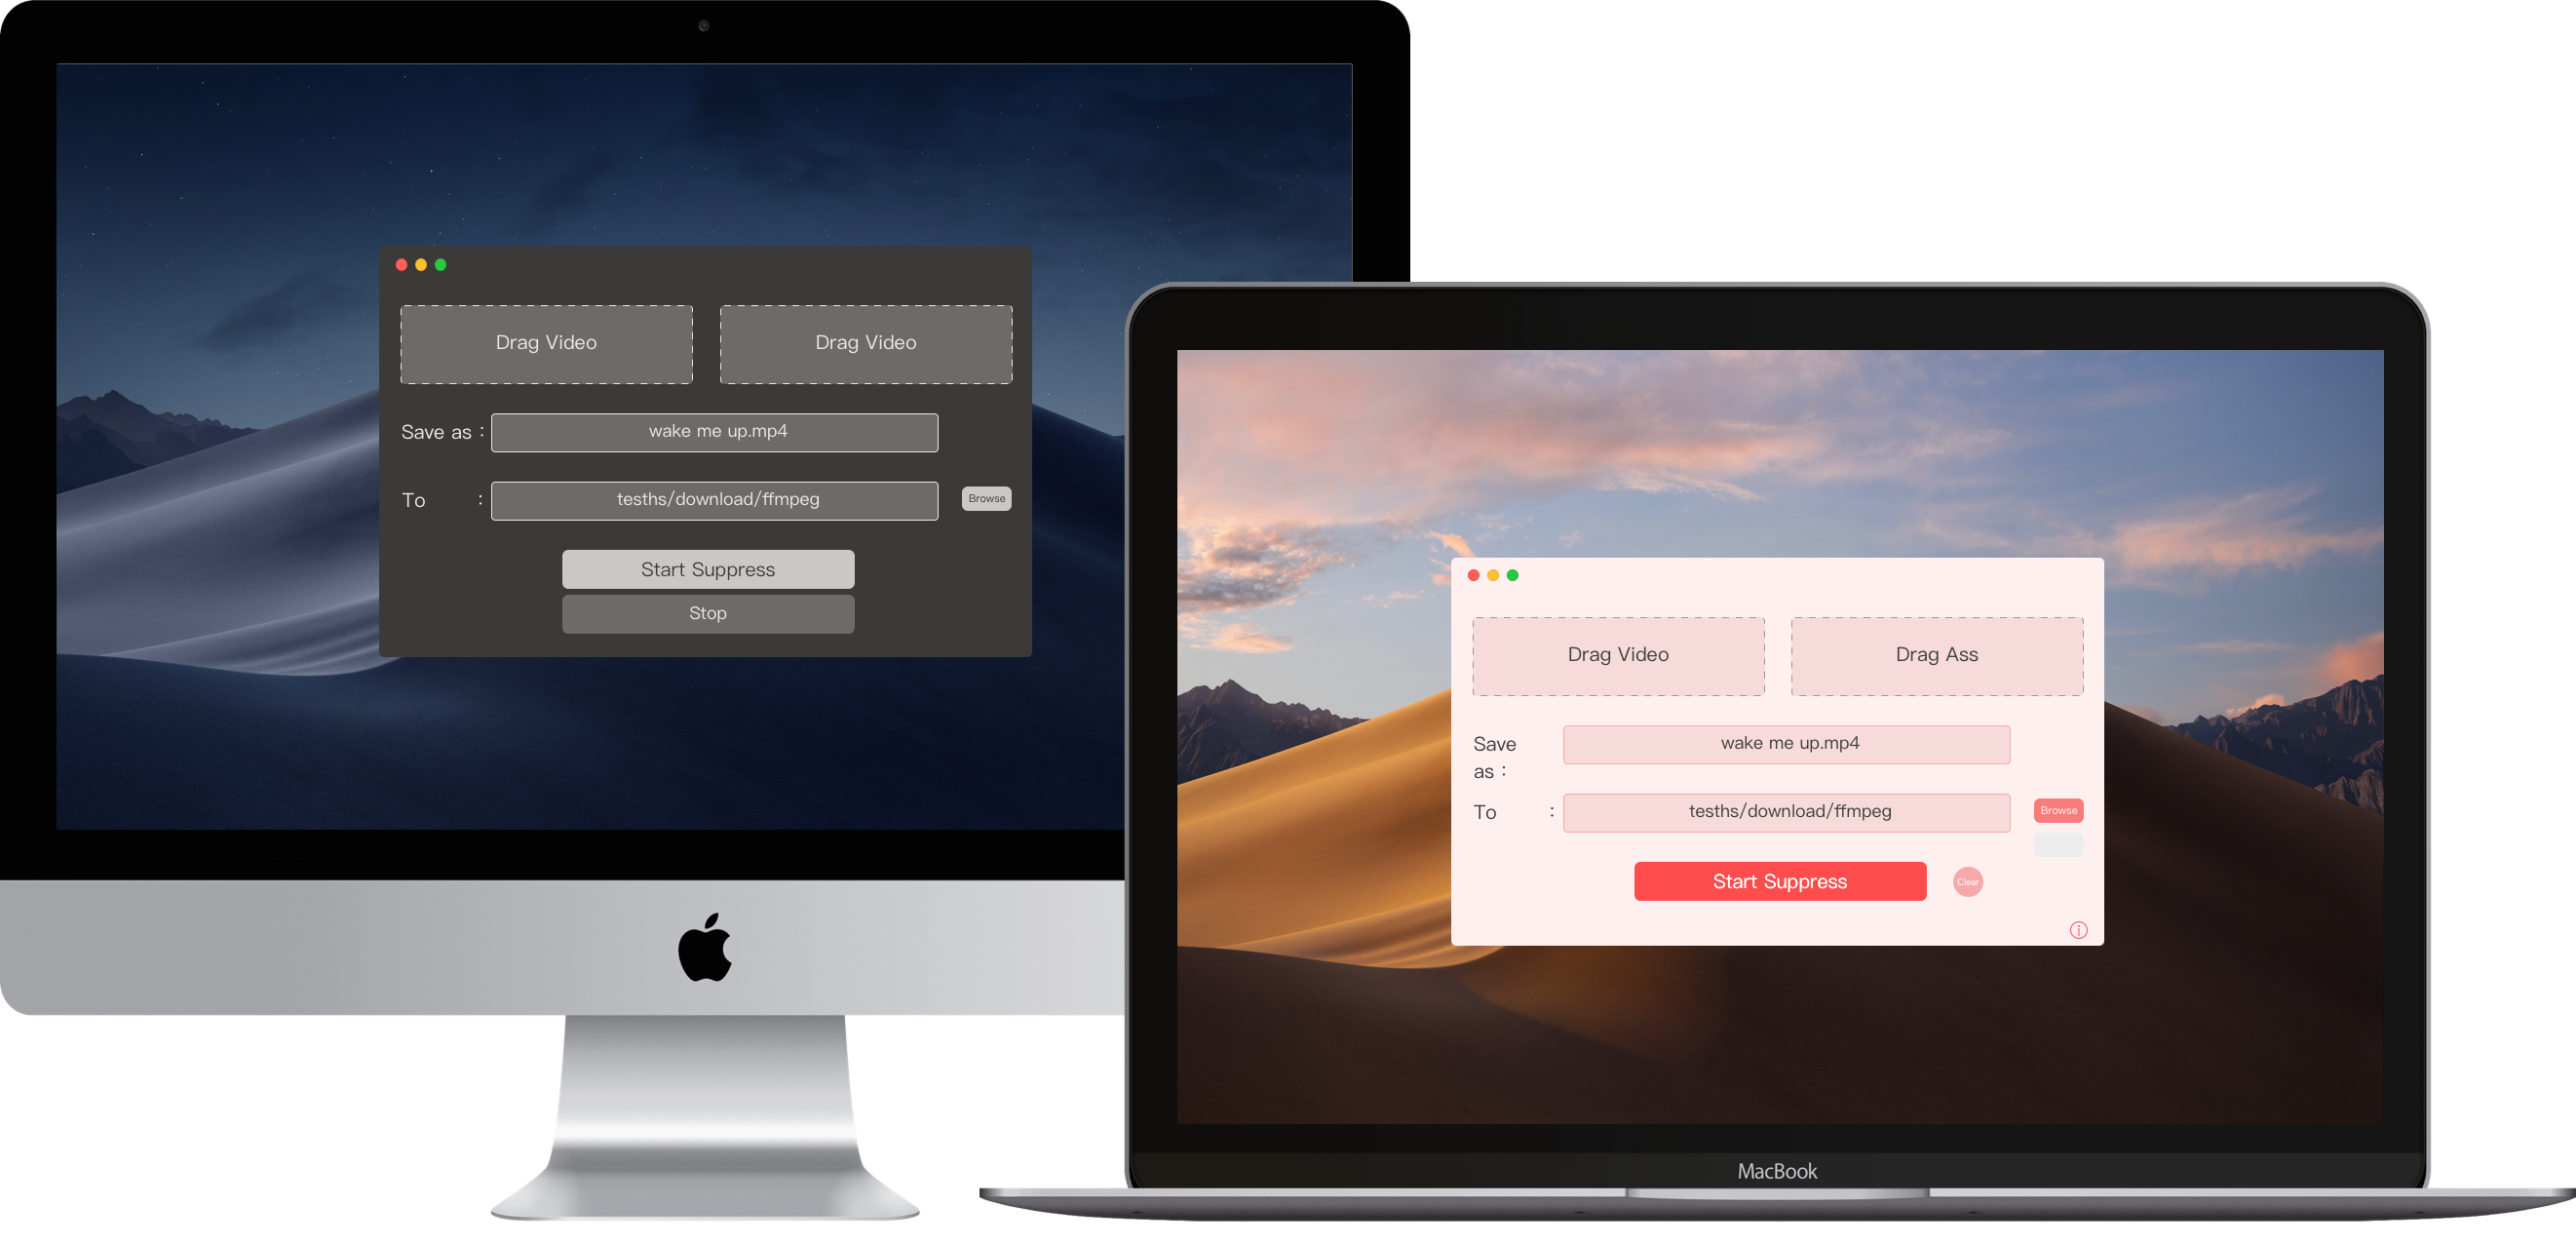 Drag Video
Drag Video
Save as：
wake me up.mp4
To ：
tesths/download/ffmpeg
Browse
Start Suppress
Stop
Drag Video
Drag Ass
Save
as：
wake me up.mp4
To ：
tesths/download/ffmpeg
Browse
Start Suppress
Clear
MacBook